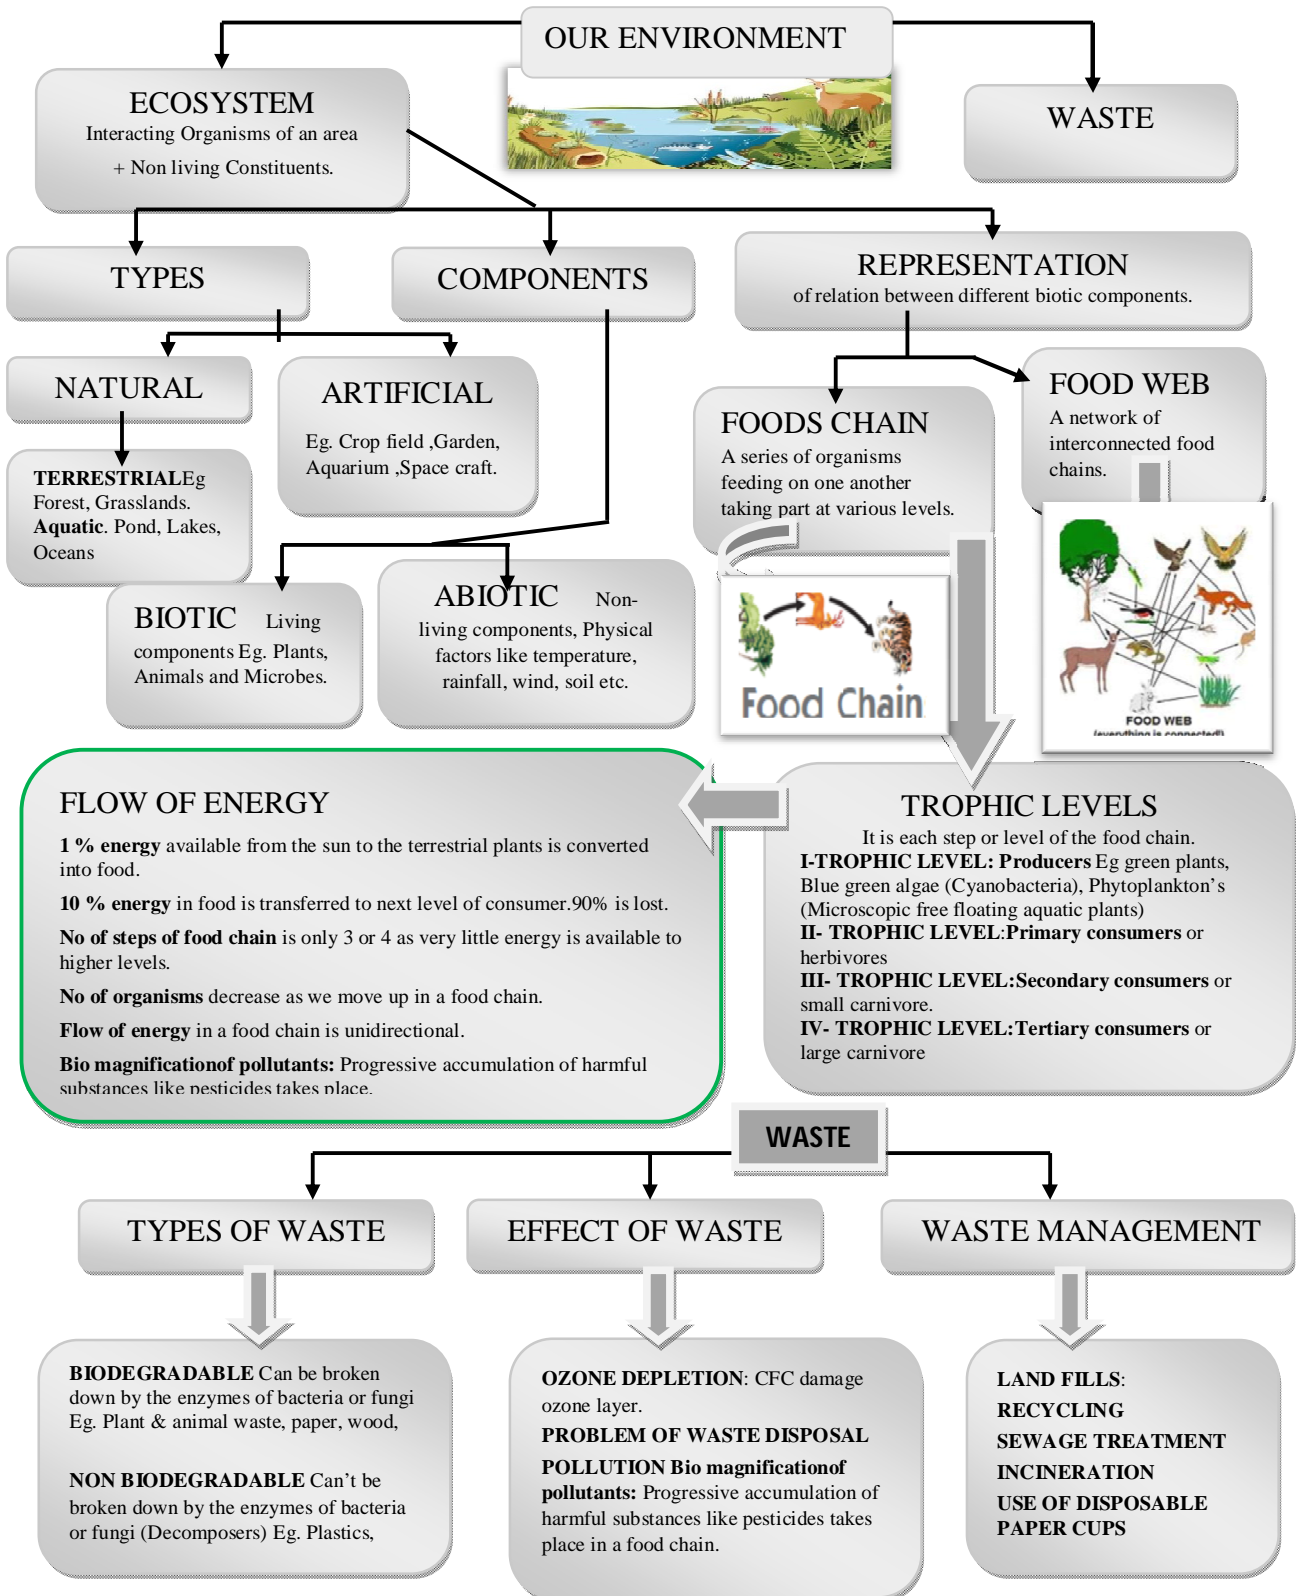 OUR ENVIRONMENT
ECOSYSTEM
Interacting Organisms of an area
+ Non living Constituents.
WASTE
TYPES
COMPONENTS
REPRESENTATION
of relation between different biotic components.
NATURAL
ARTIFICIAL
Eg. Crop field ,Garden,
Aquarium ,Space craft.
FOODS CHAIN
A series of organisms
feeding on one another
taking part at various levels.
FOOD WEB
A network of
interconnected food
chains.
TERRESTRIALEg
Forest, Grasslands.
Aquatic. Pond, Lakes,
Oceans
BIOTIC Living
components Eg. Plants,
Animals and Microbes.
ABIOTIC Non-
living components, Physical
factors like temperature,
rainfall, wind, soil etc.
Food Chain
FOOD WEB
(everything is connected!)
FLOW OF ENERGY
1 % energy available from the sun to the terrestrial plants is converted
into food.
10 % energy in food is transferred to next level of consumer.90% is lost.
No of steps of food chain is only 3 or 4 as very little energy is available to
higher levels.
No of organisms decrease as we move up in a food chain.
Flow of energy in a food chain is unidirectional.
Bio magnificationof pollutants: Progressive accumulation of harmful
substances like pesticides takes place.
TROPHIC LEVELS
It is each step or level of the food chain.
I-TROPHIC LEVEL: Producers Eg green plants,
Blue green algae (Cyanobacteria), Phytoplankton's
(Microscopic free floating aquatic plants)
II- TROPHIC LEVEL:Primary consumers or
herbivores
III- TROPHIC LEVEL:Secondary consumers or
small carnivore.
IV- TROPHIC LEVEL:Tertiary consumers or
large carnivore
WASTE
TYPES OF WASTE
EFFECT OF WASTE
WASTE MANAGEMENT
BIODEGRADABLE Can be broken
down by the enzymes of bacteria or fungi
Eg. Plant & animal waste, paper, wood,
NON BIODEGRADABLE Can't be
broken down by the enzymes of bacteria
or fungi (Decomposers) Eg. Plastics,
OZONE DEPLETION: CFC damage
ozone layer.
PROBLEM OF WASTE DISPOSAL
POLLUTION Bio magnificationof
pollutants: Progressive accumulation of
harmful substances like pesticides takes
place in a food chain.
LAND FILLS:
RECYCLING
SEWAGE TREATMENT
INCINERATION
USE OF DISPOSABLE
PAPER CUPS